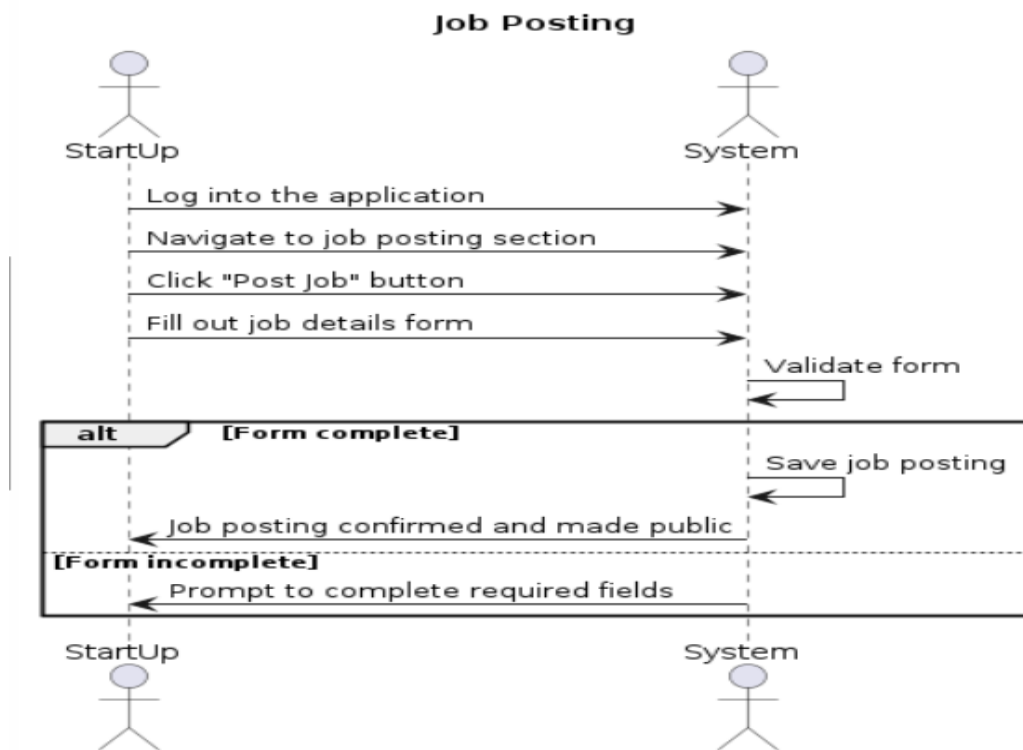 Job Posting
StartUp
System
Log into the application
Navigate to job posting section
Click "Post Job" button
Fill out job details form
Validate form
alt
[Form complete]
Save job posting
Job posting confirmed and made public
[Form incomplete]
Prompt to complete required fields
StartUp
System